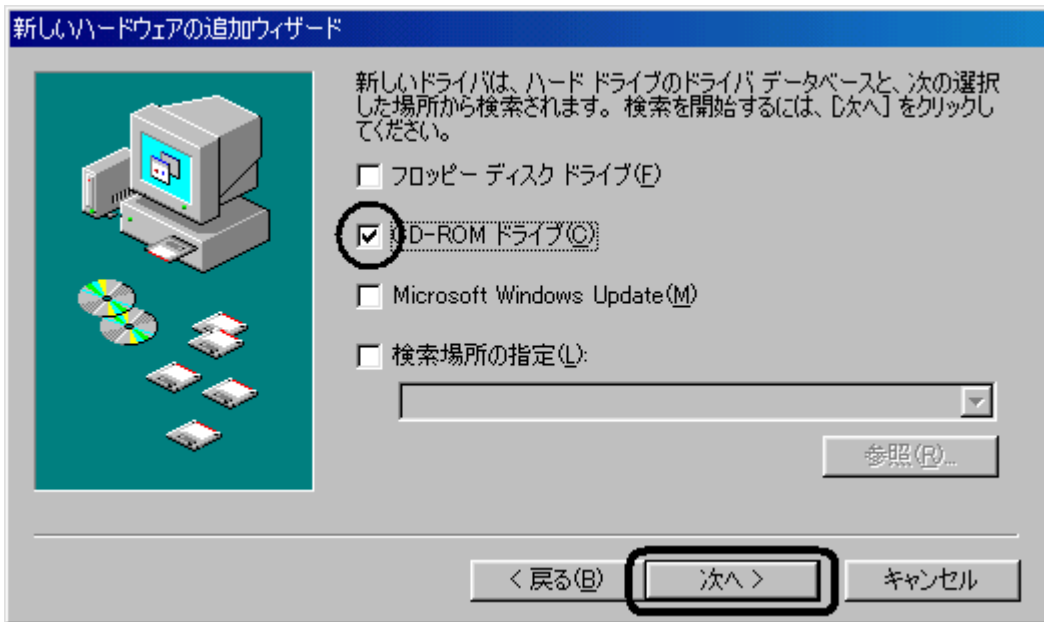 新しいハードウェアの追加ウィザード
新しいドライバは、ハード ドライブのドライバ データベースと、次の選択
した場所から検索されます。 検索を開始するには、[次へ] をクリックし
てください。
フロッピー ディスク ドライブ(F)
CD-ROM ドライブ(C)
Microsoft Windows Update(M)
検索場所の指定(L):
参照(R)...
< 戻る(B)
次へ >
キャンセル